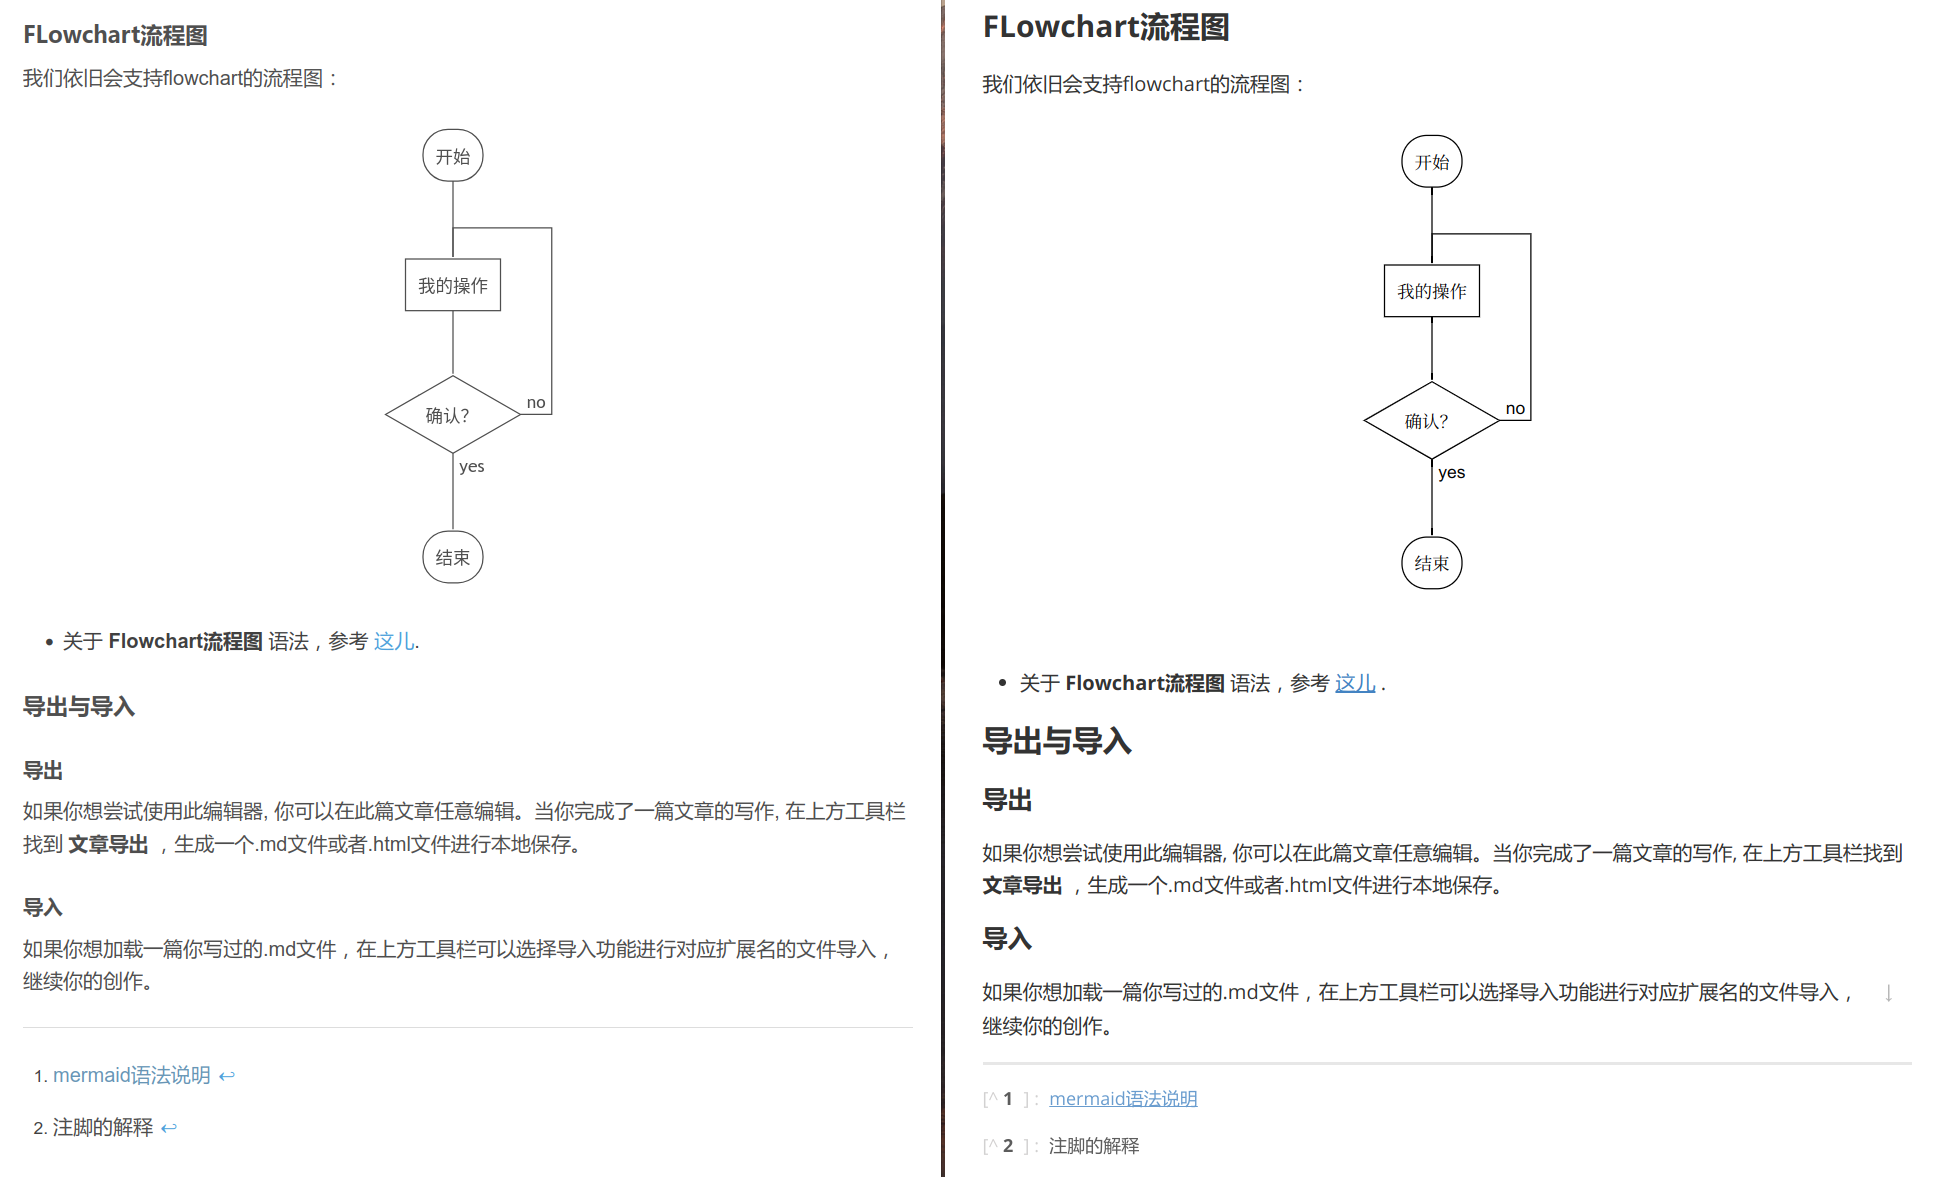 FLowchart流程图
我们依旧会支持flowchart的流程图：
开始
我的操作
确认?
no
yes
结束
• 关于 Flowchart流程图 语法，参考 这儿.
导出与导入
导出
如果你想尝试使用此编辑器, 你可以在此篇文章任意编辑。当你完成了一篇文章的写作, 在上方工具栏
找到 文章导出 ，生成一个.md文件或者.html文件进行本地保存。
导入
如果你想加载一篇你写过的.md文件，在上方工具栏可以选择导入功能进行对应扩展名的文件导入，
继续你的创作。
1. mermaid语法说明 ↩
2. 注脚的解释 ↩
FLowchart流程图
我们依旧会支持flowchart的流程图：
开始
我的操作
确认?
no
yes
结束
• 关于 Flowchart流程图 语法，参考 这儿 .
导出与导入
导出
如果你想尝试使用此编辑器, 你可以在此篇文章任意编辑。当你完成了一篇文章的写作, 在上方工具栏找到
文章导出 ，生成一个.md文件或者.html文件进行本地保存。
导入
如果你想加载一篇你写过的.md文件，在上方工具栏可以选择导入功能进行对应扩展名的文件导入， ↓
继续你的创作。
[^ 1 ]： mermaid语法说明
[^ 2 ]： 注脚的解释